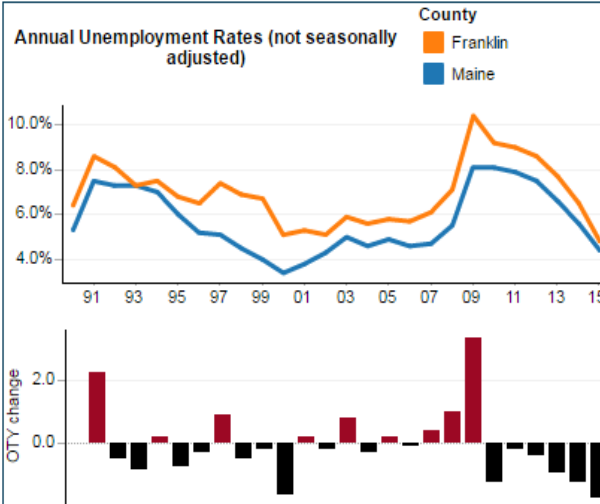 County
Annual Unemployment Rates (not seasonally
adjusted)
Franklin
Maine
10.0%
8.0%
6.0%
4.0%
91 93 95 97 99 01 03 05 07 09 11 13 15
OTY change
2.0
0.0